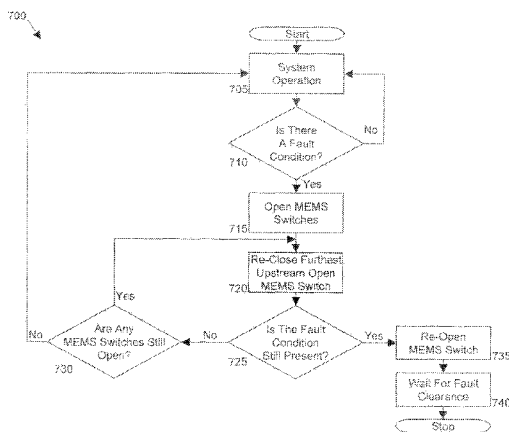 700
Start
System
Operation
705
Is There
A Fault
Condition?
No
710
Yes
Open MEMS
Switches
715
Re-Close Furthest
Upstream Open
MEMS Switch
720
Yes
No
Are Any
MEMS Switches Still
Open?
730
No
Is The Fault
Condition
Still Present?
725
Yes
Re-Open
MEMS Switch
735
Wait For Fault
Clearance
740
Stop